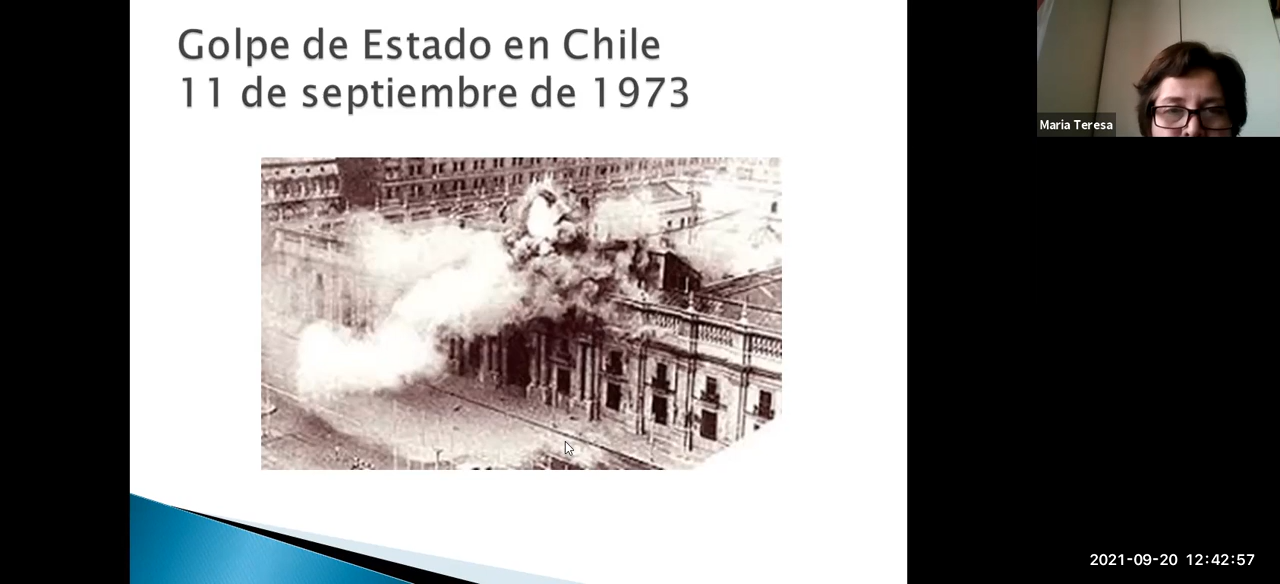 Golpe de Estado en Chile
11 de septiembre de 1973
Maria Teresa
2021-09-20 12:42:57